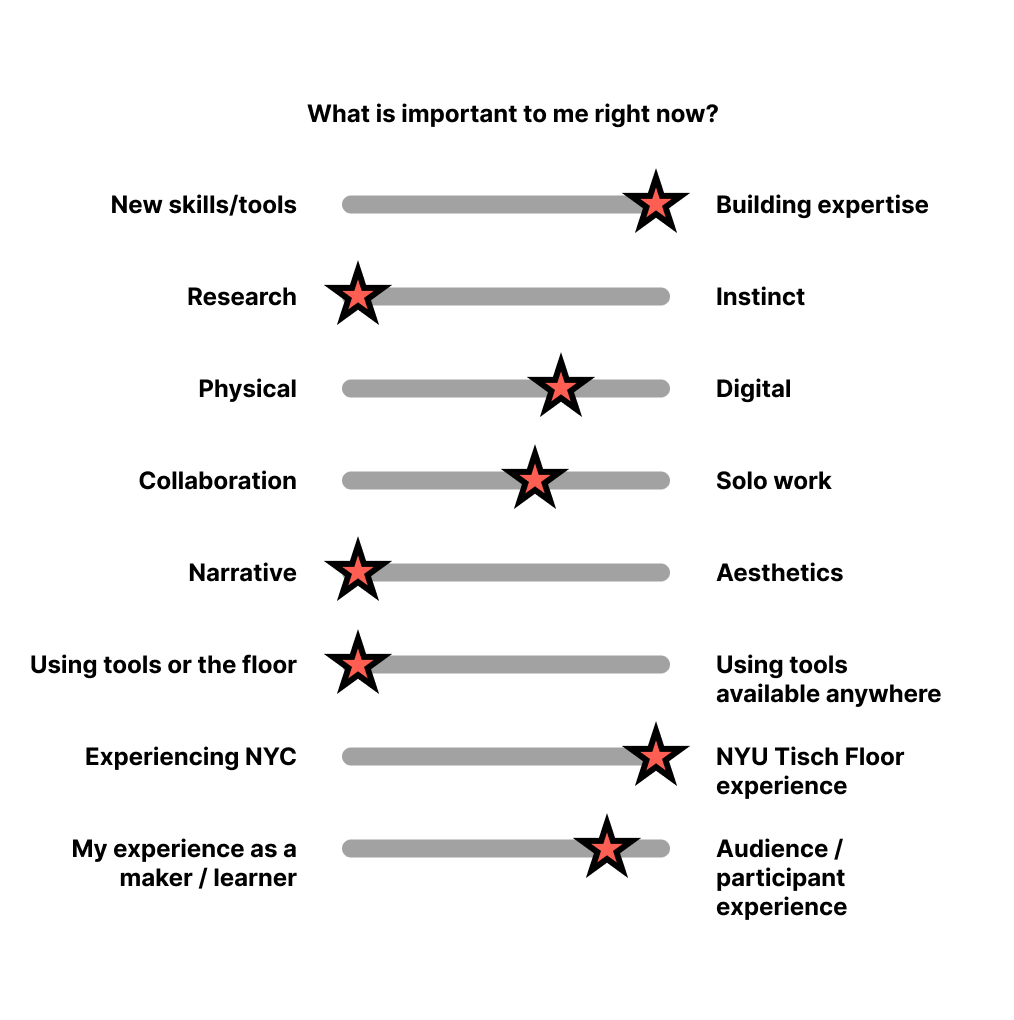 What is important to me right now?
New skills/tools
Building expertise
Research
Instinct
Physical
Digital
Collaboration
Solo work
Narrative
Aesthetics
Using tools or the floor
Using tools
available anywhere
Experiencing NYC
NYU Tisch Floor
experience
My experience as a
maker / learner
Audience /
participant
experience